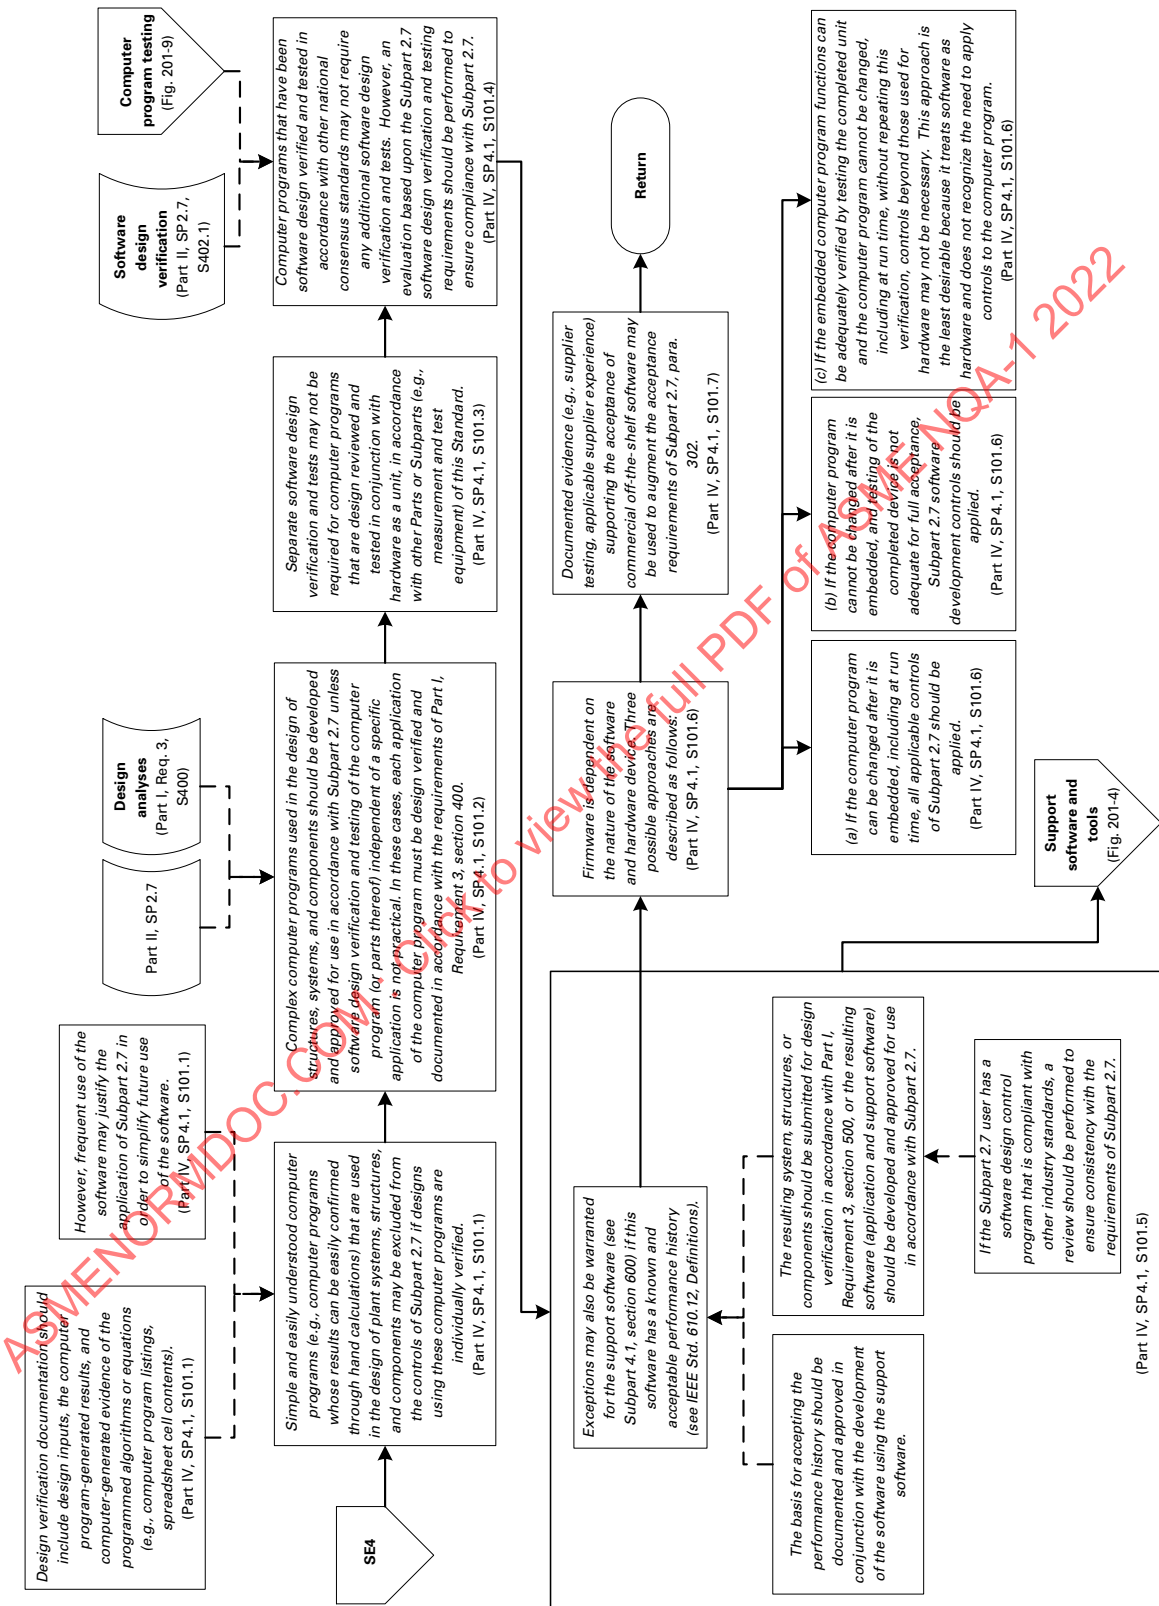 Design verification documentation should
include design inputs, the computer
program-generated results, and
computer-generated evidence of the
programmed algorithms or equations
(e.g., computer program listings,
spreadsheet cell contents).
(Part IV, SP4.1, S101.1)
However, frequent use of the
software may justify the
application of Subpart 2.7 in
order to simplify future use
of the software.
(Part IV, SP4.1, S101.1)
Part II, SP2.7
Design
analyses
(Part I, Req. 3,
S400)
Software
design
verification
(Part II, SP2.7,
S402.1)
Computer
program testing
(Fig. 201-9)
SE4
Simple and easily understood computer
programs (e.g., computer programs
whose results can be easily confirmed
through hand calculations) that are used
in the design of plant systems, structures,
and components may be excluded from
the controls of Subpart 2.7 if designs
using these computer programs are
individually verified.
(Part IV, SP4.1, S101.1)
Complex computer programs used in the design of
structures, systems, and components should be developed
and approved for use in accordance with Subpart 2.7 unless
software design verification and testing of the computer
program (or parts thereof) independent of a specific
application is not practical. In these cases, each application
of the computer program must be design verified and
documented in accordance with the requirements of Part I,
Requirement 3, section 400.
(Part IV, SP4.1, S101.2)
Separate software design
verification and tests may not be
required for computer programs
that are design reviewed and
tested in conjunction with
hardware as a unit, in accordance
with other Parts or Subparts (e.g.,
measurement and test
equipment) of this Standard.
(Part IV, SP4.1, S101.3)
Computer programs that have been
software design verified and tested in
accordance with other national
consensus standards may not require
any additional software design
verification and tests. However, an
evaluation based upon the Subpart 2.7
software design verification and testing
requirements should be performed to
ensure compliance with Subpart 2.7.
(Part IV, SP4.1, S101.4)
Exceptions may also be warranted
for the support software (see
Subpart 4.1, section 600) if this
software has a known and
acceptable performance history
(see IEEE Std. 610.12, Definitions).
Firmware is dependent on
the nature of the software
and hardware device. Three
possible approaches are
described as follows:
(Part IV, SP4.1, S101.6)
Documented evidence (e.g., supplier
testing, applicable supplier experience)
supporting the acceptance of
commercial off-the-shelf software may
be used to augment the acceptance
requirements of Subpart 2.7, para.
302.
(Part IV, SP4.1, S101.7)
Return
The basis for accepting the
performance history should be
documented and approved in
conjunction with the development
of the software using the support
software.
The resulting system, structures, or
components should be submitted for design
verification in accordance with Part I,
Requirement 3, section 500, or the resulting
software (application and support software)
should be developed and approved for use
in accordance with Subpart 2.7.
If the Subpart 2.7 user has a
software design control
program that is compliant with
other industry standards, a
review should be performed to
ensure consistency with the
requirements of Subpart 2.7.
(Part IV, SP4.1, S101.5)
Support
software and
tools
(Fig. 201-4)
(a) If the computer program
can be changed after it is
embedded, including at run
time, all applicable controls
of Subpart 2.7 should be
applied.
(Part IV, SP4.1, S101.6)
(b) If the computer program
cannot be changed after it is
embedded, and testing of the
completed device is not
adequate for full acceptance,
Subpart 2.7 software
development controls should be
applied.
(Part IV, SP4.1, S101.6)
(c) If the embedded computer program functions can
be adequately verified by testing the completed unit
and the computer program cannot be changed,
including at run time, without repeating this
verification, controls beyond those used for
hardware may not be necessary. This approach is
the least desirable because it treats software as
hardware and does not recognize the need to apply
controls to the computer program.
(Part IV, SP4.1, S101.6)
ASMENORMDOC.COM : Click to view the full PDF of ASME NQA-1 2022